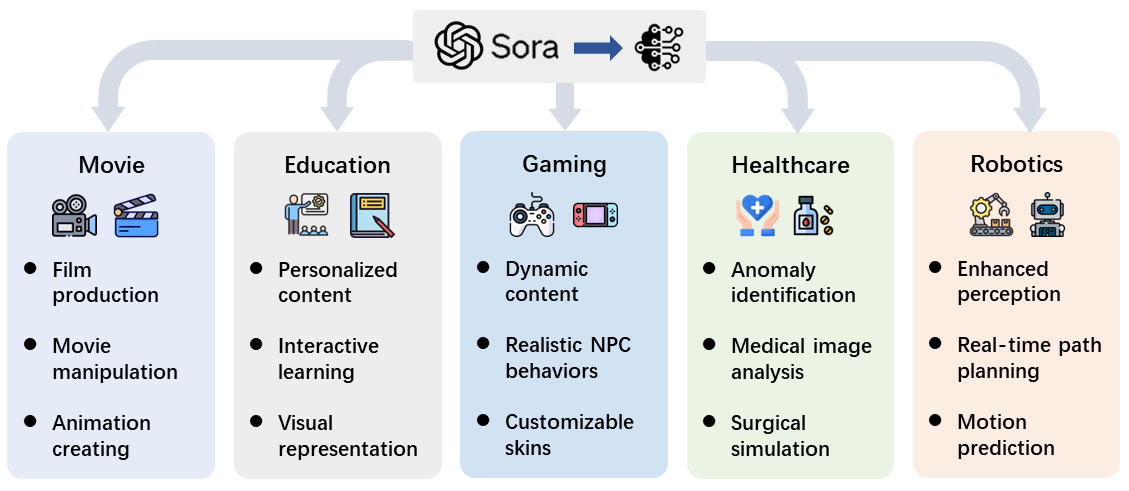 Sora
Movie
Film
production
Movie
manipulation
Animation
creating
Education
Personalized
content
Interactive
learning
Visual
representation
Gaming
Dynamic
content
Realistic NPC
behaviors
Customizable
skins
Healthcare
Anomaly
identification
Medical image
analysis
Surgical
simulation
Robotics
Enhanced
perception
Real-time path
planning
Motion
prediction